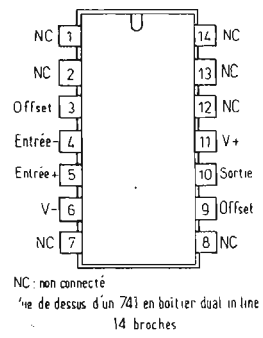 NC 1 14 NC
NC 2 13 NC
Offset 3 12 NC
Entrée- 4 11 V+
Entrée+ 5 10 Sortie
V- 6 9 Offset
NC 7 8 NC
NC : non connecté
de dessus d'un 741 en boîtier dual in line
14 broches